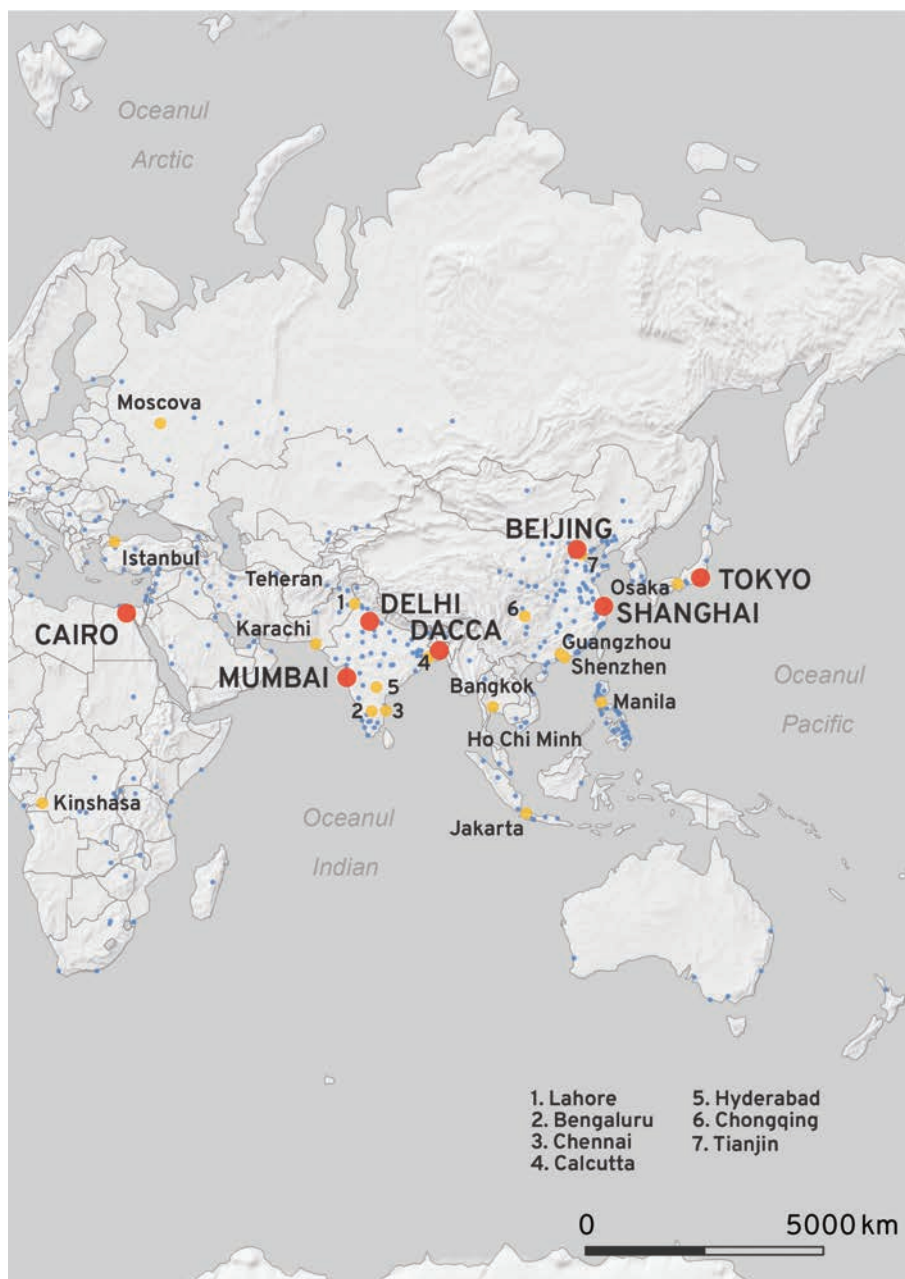 Oceanul
Arctic
Moscova
Istanbul
Teheran
BEIJING
7
Osaka
TOKYO
1
DELHI
6
SHANGHAI
CAIRO
Karachi
DACCA
Guangzhou
4
Shenzhen
MUMBAI
5
Bangkok
Manila
Oceanul
Pacific
2
3
Ho Chi Minh
Kinshasa
Oceanul
Indian
Jakarta
1. Lahore
2. Bengaluru
3. Chennai
4. Calcutta
5. Hyderabad
6. Chongqing
7. Tianjin
0 5000 km